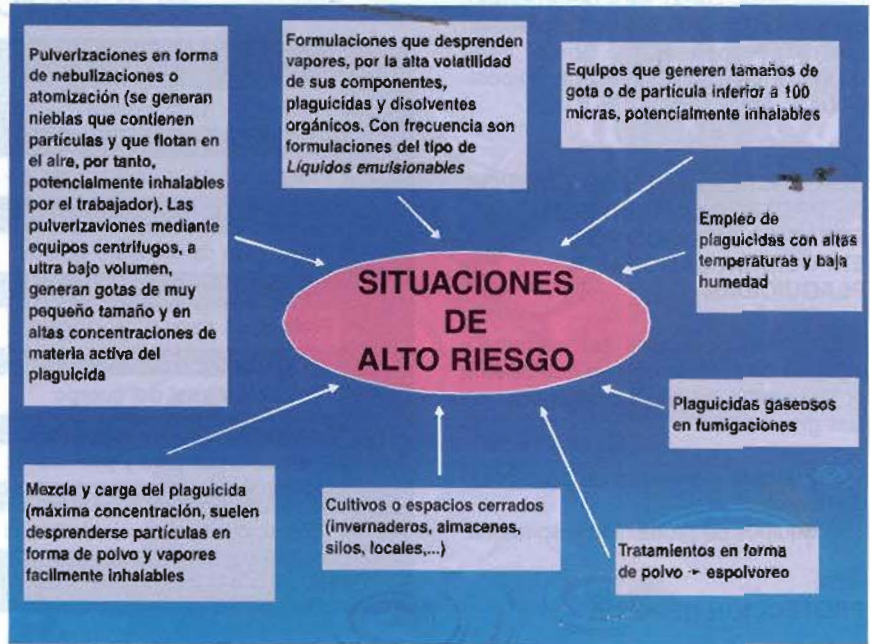 Pulverizaciones en forma
de nebulizaciones o
atomización (se generan
nieblas que contienen
partículas y que flotan en
el aire, por tanto,
potencialmente inhalables
por el trabajador). Las
pulverizaviones mediante
equipos centrifugos, a
ultra bajo volumen,
generan gotas de muy
pequeño tamaño y en
altas concentraciones de
materia activa del
plaguicida
Formulaciones que desprenden
vapores, por la alta volatilidad
de sus componentes,
plaguicidas y disolventes
orgánicos. Con frecuencia son
formulaciones del tipo de
Líquidos emulsionables
Equipos que generen tamaños de
gota o de partícula inferior a 100
micras, potencialmente inhalables
Empleo de
plaguicidas con altas
temperaturas y baja
humedad
SITUACIONES
DE
ALTO RIESGO
Plaguicidas gaseosos
en fumigaciones
Mezcla y carga del plaguicida
(máxima concentración, suelen
desprenderse partículas en
forma de polvo y vapores
facilmente inhalables
Cultivos o espacios cerrados
(invernaderos, almacenes,
silos, locales,...)
Tratamientos en forma
de polvo - espolvoreo